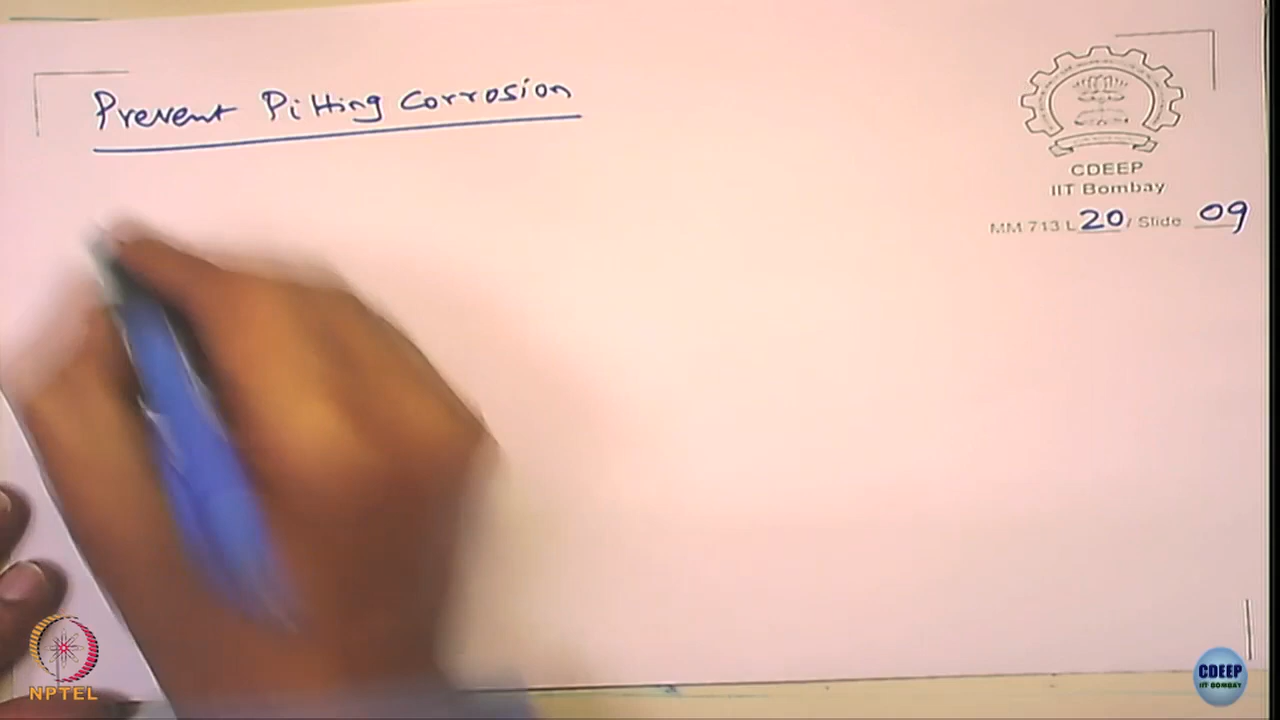 Prevent Pitting Corrosion
CDEEP
IIT Bombay
MM 713 L 20 / Slide 09
NPTEL
CDEEP
IIT BOMBAY